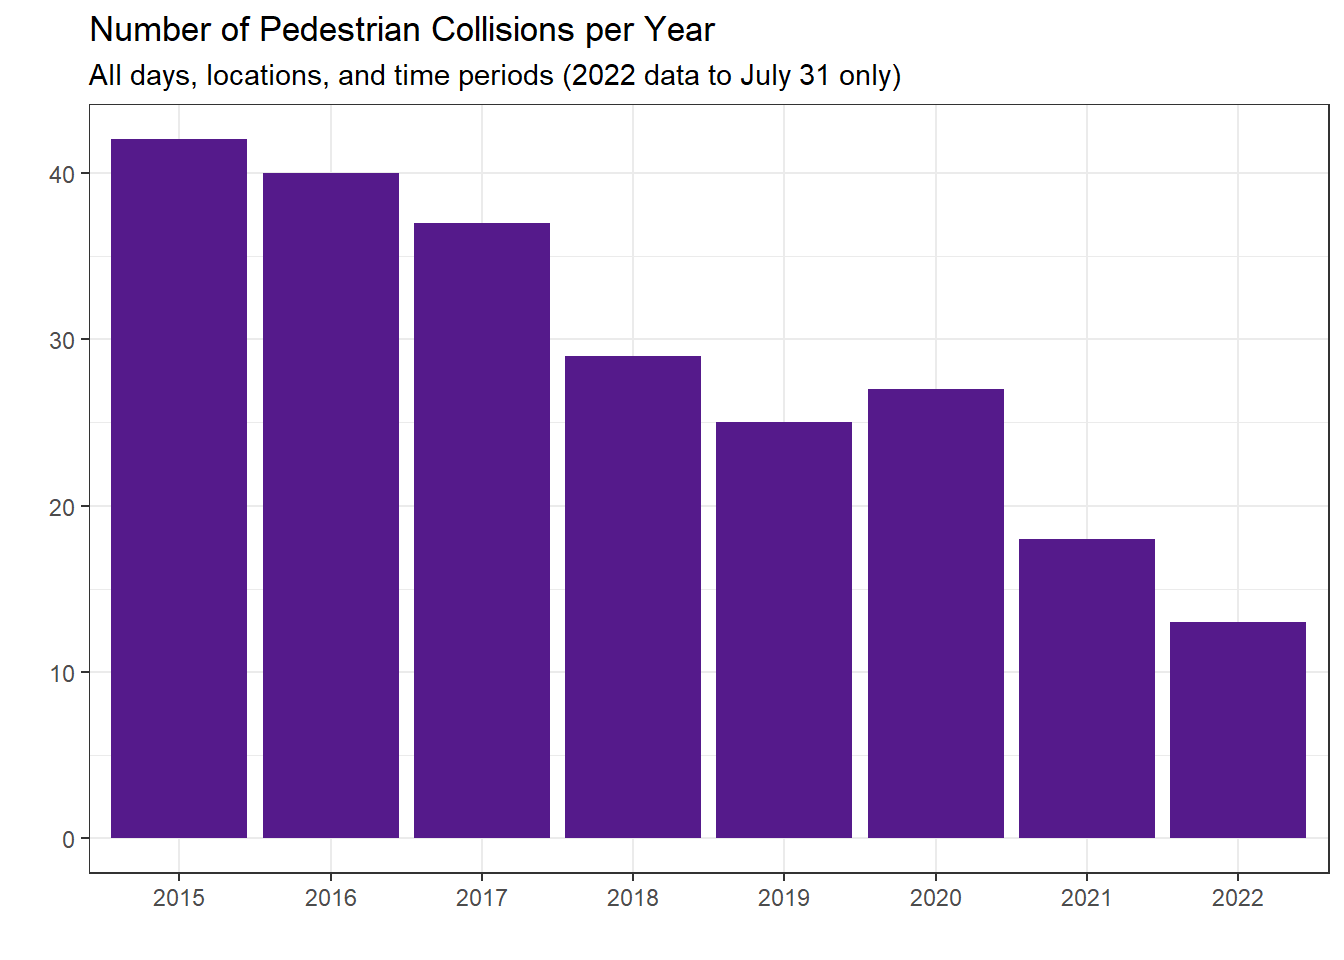 Number of Pedestrian Collisions per Year
All days, locations, and time periods (2022 data to July 31 only)
40
30
20
10
0
2015 2016 2017 2018 2019 2020 2021 2022